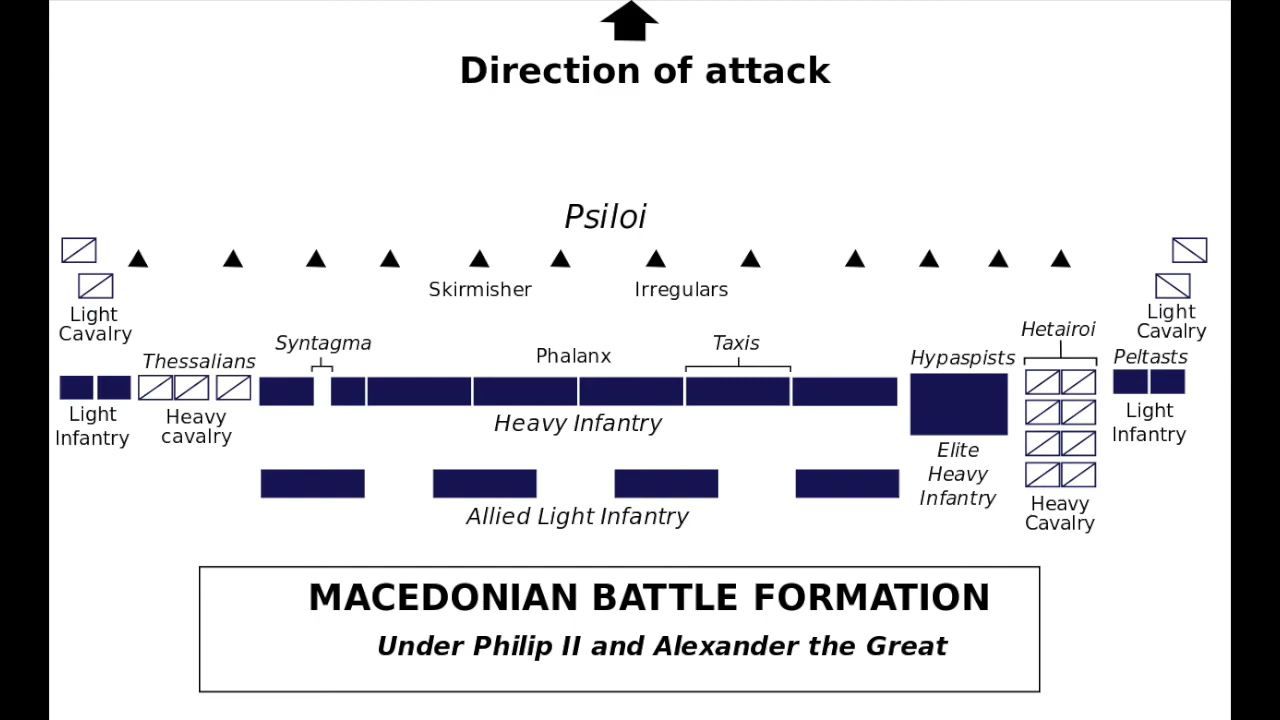 Direction of attack
Psiloi
Skirmisher
Irregulars
Light
Cavalry
Light
Cavalry
Thessalians
Syntagma
Phalanx
Taxis
Hypaspists
Hetairoi
Peltasts
Light
Infantry
Heavy
cavalry
Heavy Infantry
Elite
Heavy
Infantry
Light
Infantry
Heavy
Cavalry
Allied Light Infantry
MACEDONIAN BATTLE FORMATION
Under Philip II and Alexander the Great